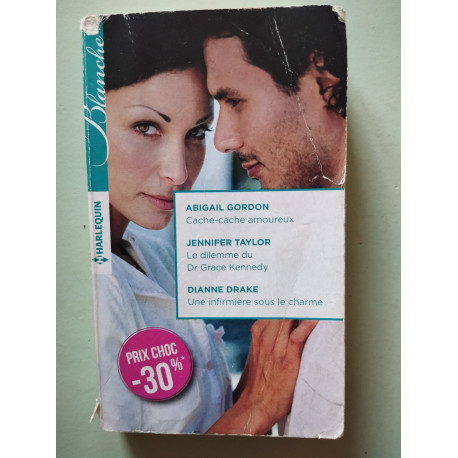 Blanche
HARLEQUIN
ABIGAIL GORDON
Cache-cache amoureux
JENNIFER TAYLOR
Le dilemme du
Dr Grace Kennedy
DIANNE DRAKE
Une infirmière sous le charme
PRIX CHOC
-30%*